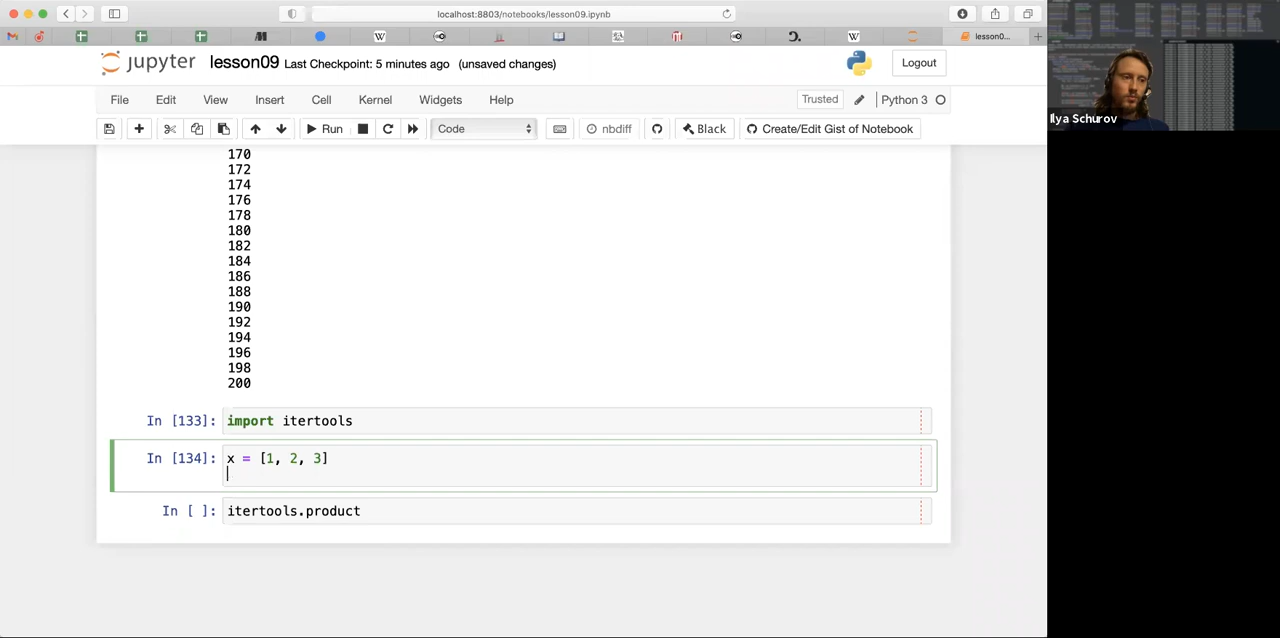 localhost:8803/notebooks/lesson09.ipynb
lesson0...
jupyter lesson09 Last Checkpoint: 5 minutes ago (unsaved changes)
Logout
File Edit View Insert Cell Kernel Widgets Help
Trusted
Python 3
Run
Code
nbdiff
Black
Create/Edit Gist of Notebook
Ilya Schurov
170
172
174
176
178
180
182
184
186
188
190
192
194
196
198
200
In [133]: import itertools
In [134]: x = [1, 2, 3]
In [ ]: itertools.product